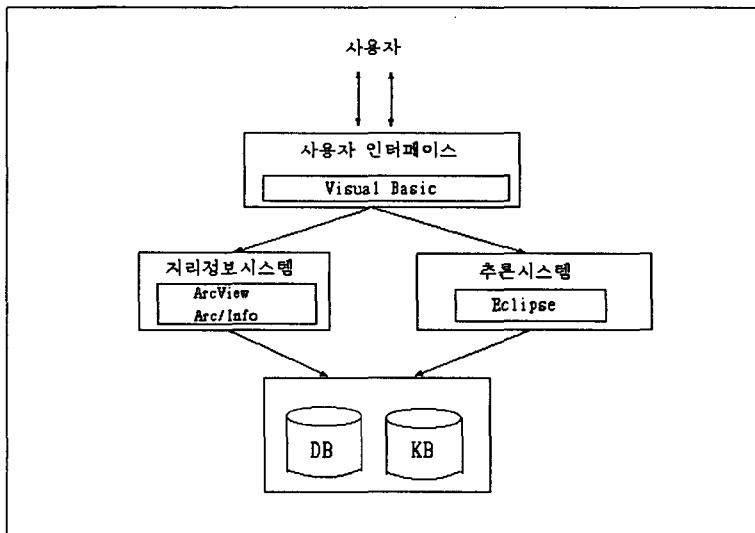 사용자
사용자 인터페이스
Visual Basic
지리정보시스템
ArcView
Arc/Info
추론시스템
Eclipse
DB
KB